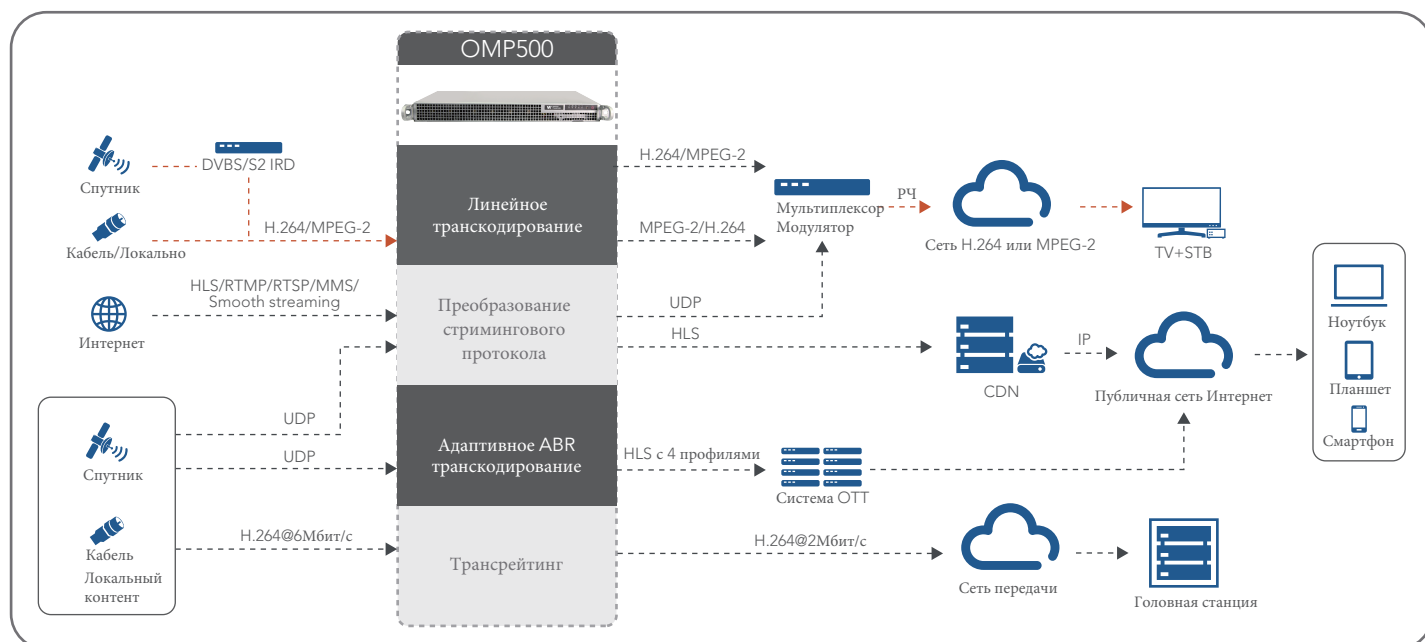 OMP500
Спутник
DVBS/S2 IRD
Кабель/Локально
H.264/MPEG-2
HLS/RTMP/RTSP/MMS/
Smooth streaming
Интернет
UDP
Спутник
UDP
Кабель
Локальный
контент
H.264@6Мбит/с
Линейное
транскодирование
Преобразование
стримингового
протокола
Адаптивное ABR
транскодирование
Трансрейтинг
H.264/MPEG-2
MPEG-2/H.264
Мультиплексор
Модулятор
РЧ
Сеть H.264 или MPEG-2
TV+STB
UDP
HLS
CDN
IP
Публичная сеть Интернет
Ноутбук
Планшет
Смартфон
HLS с 4 профилями
Система ОТТ
H.264@2Мбит/с
Сеть передачи
Головная станция